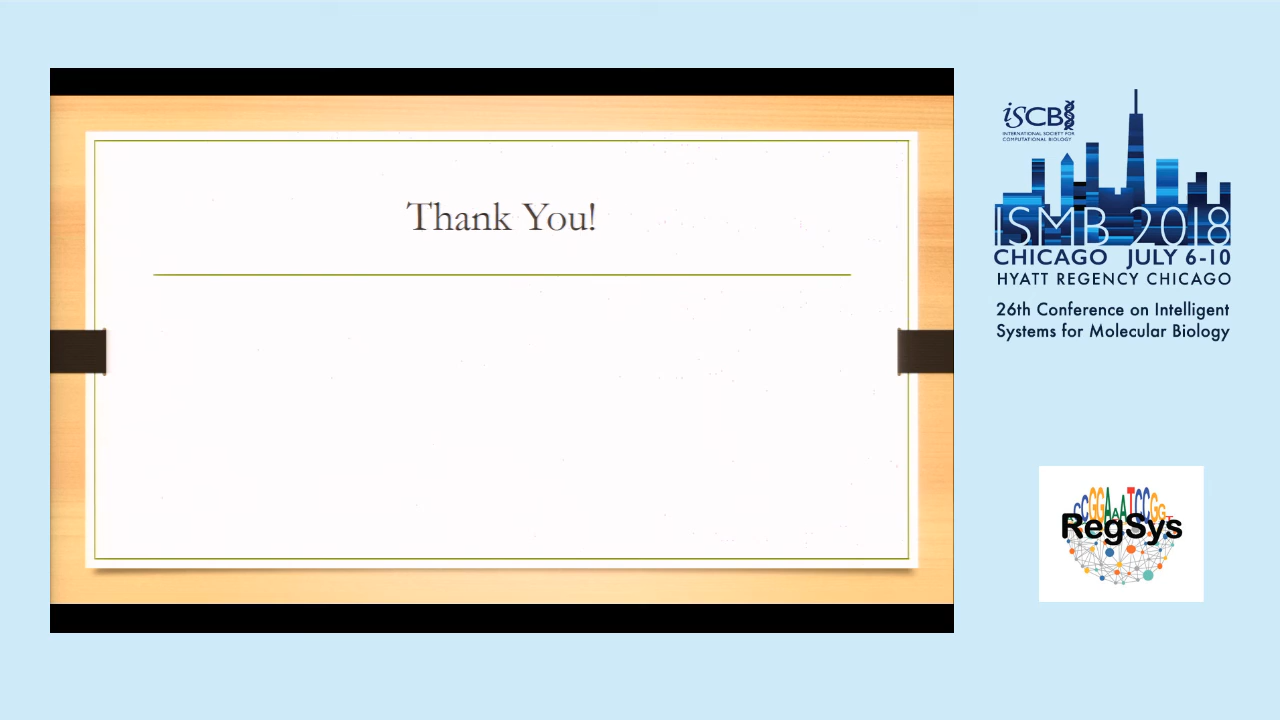 Thank You!
iSCB
INTERNATIONAL SOCIETY FOR
COMPUTATIONAL BIOLOGY
ISMB 2018
CHICAGO JULY 6-10
HYATT REGENCY CHICAGO
26th Conference on Intelligent
Systems for Molecular Biology
CCGGAAATCCGGT
RegSys